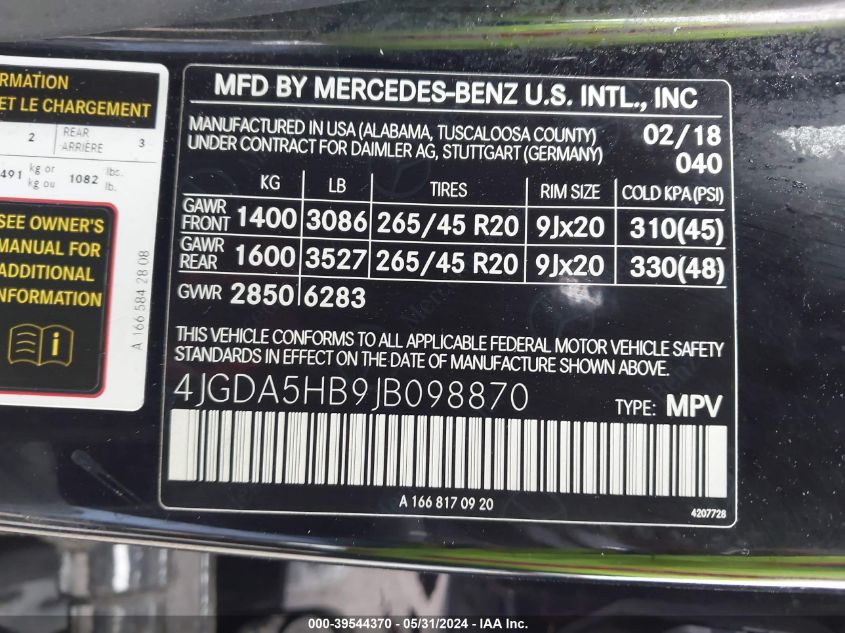 RMATION
ET LE CHARGEMENT
2 REAR ARRIÈRE 3
491 kg or kg ou 1082 lbs. lb.
SEE OWNER'S
MANUAL FOR
ADDITIONAL
INFORMATION
i
A 166 584 28 08
MFD BY MERCEDES-BENZ U.S. INTL., INC
MANUFACTURED IN USA (ALABAMA, TUSCALOOSA COUNTY) 02/18
UNDER CONTRACT FOR DAIMLER AG, STUTTGART (GERMANY) 040
KG LB TIRES RIM SIZE COLD KPA (PSI)
GAWR FRONT 1400 3086 265/45 R20 9Jx20 310(45)
GAWR REAR 1600 3527 265/45 R20 9Jx20 330(48)
GVWR 2850 6283
THIS VEHICLE CONFORMS TO ALL APPLICABLE FEDERAL MOTOR VEHICLE SAFETY
STANDARDS IN EFFECT ON THE DATE OF MANUFACTURE SHOWN ABOVE.
4JGDA5HB9JB098870 TYPE: MPV
A 166 817 09 20
4207728
000-39544370 - 05/31/2024 - IAA Inc.